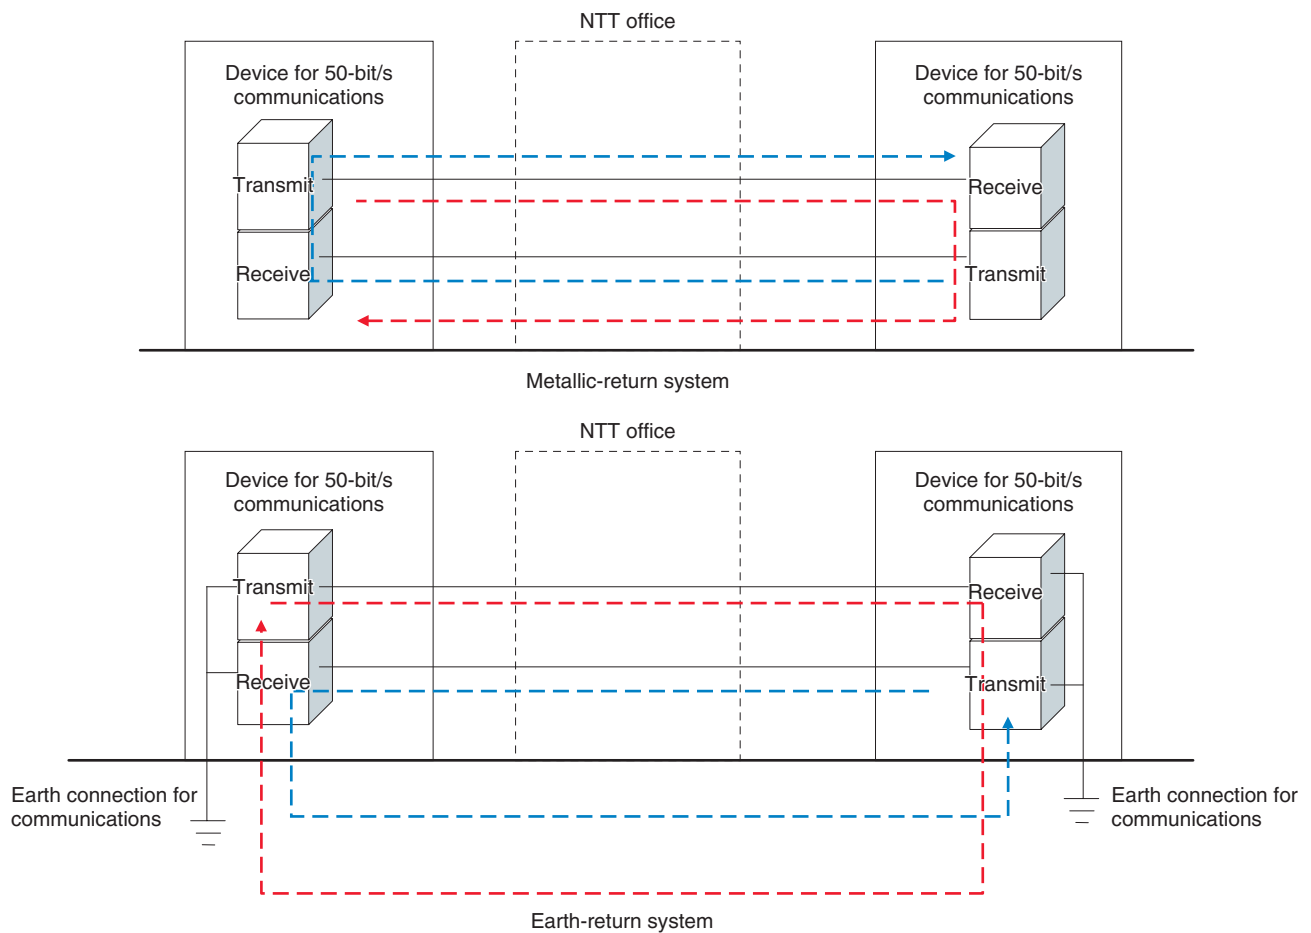 NTT office
Device for 50-bit/s
communications
Device for 50-bit/s
communications
Transmit
Receive
Receive
Transmit
Metallic-return system
NTT office
Device for 50-bit/s
communications
Device for 50-bit/s
communications
Transmit
Receive
Receive
Transmit
Earth connection for
communications
Earth connection for
communications
Earth-return system